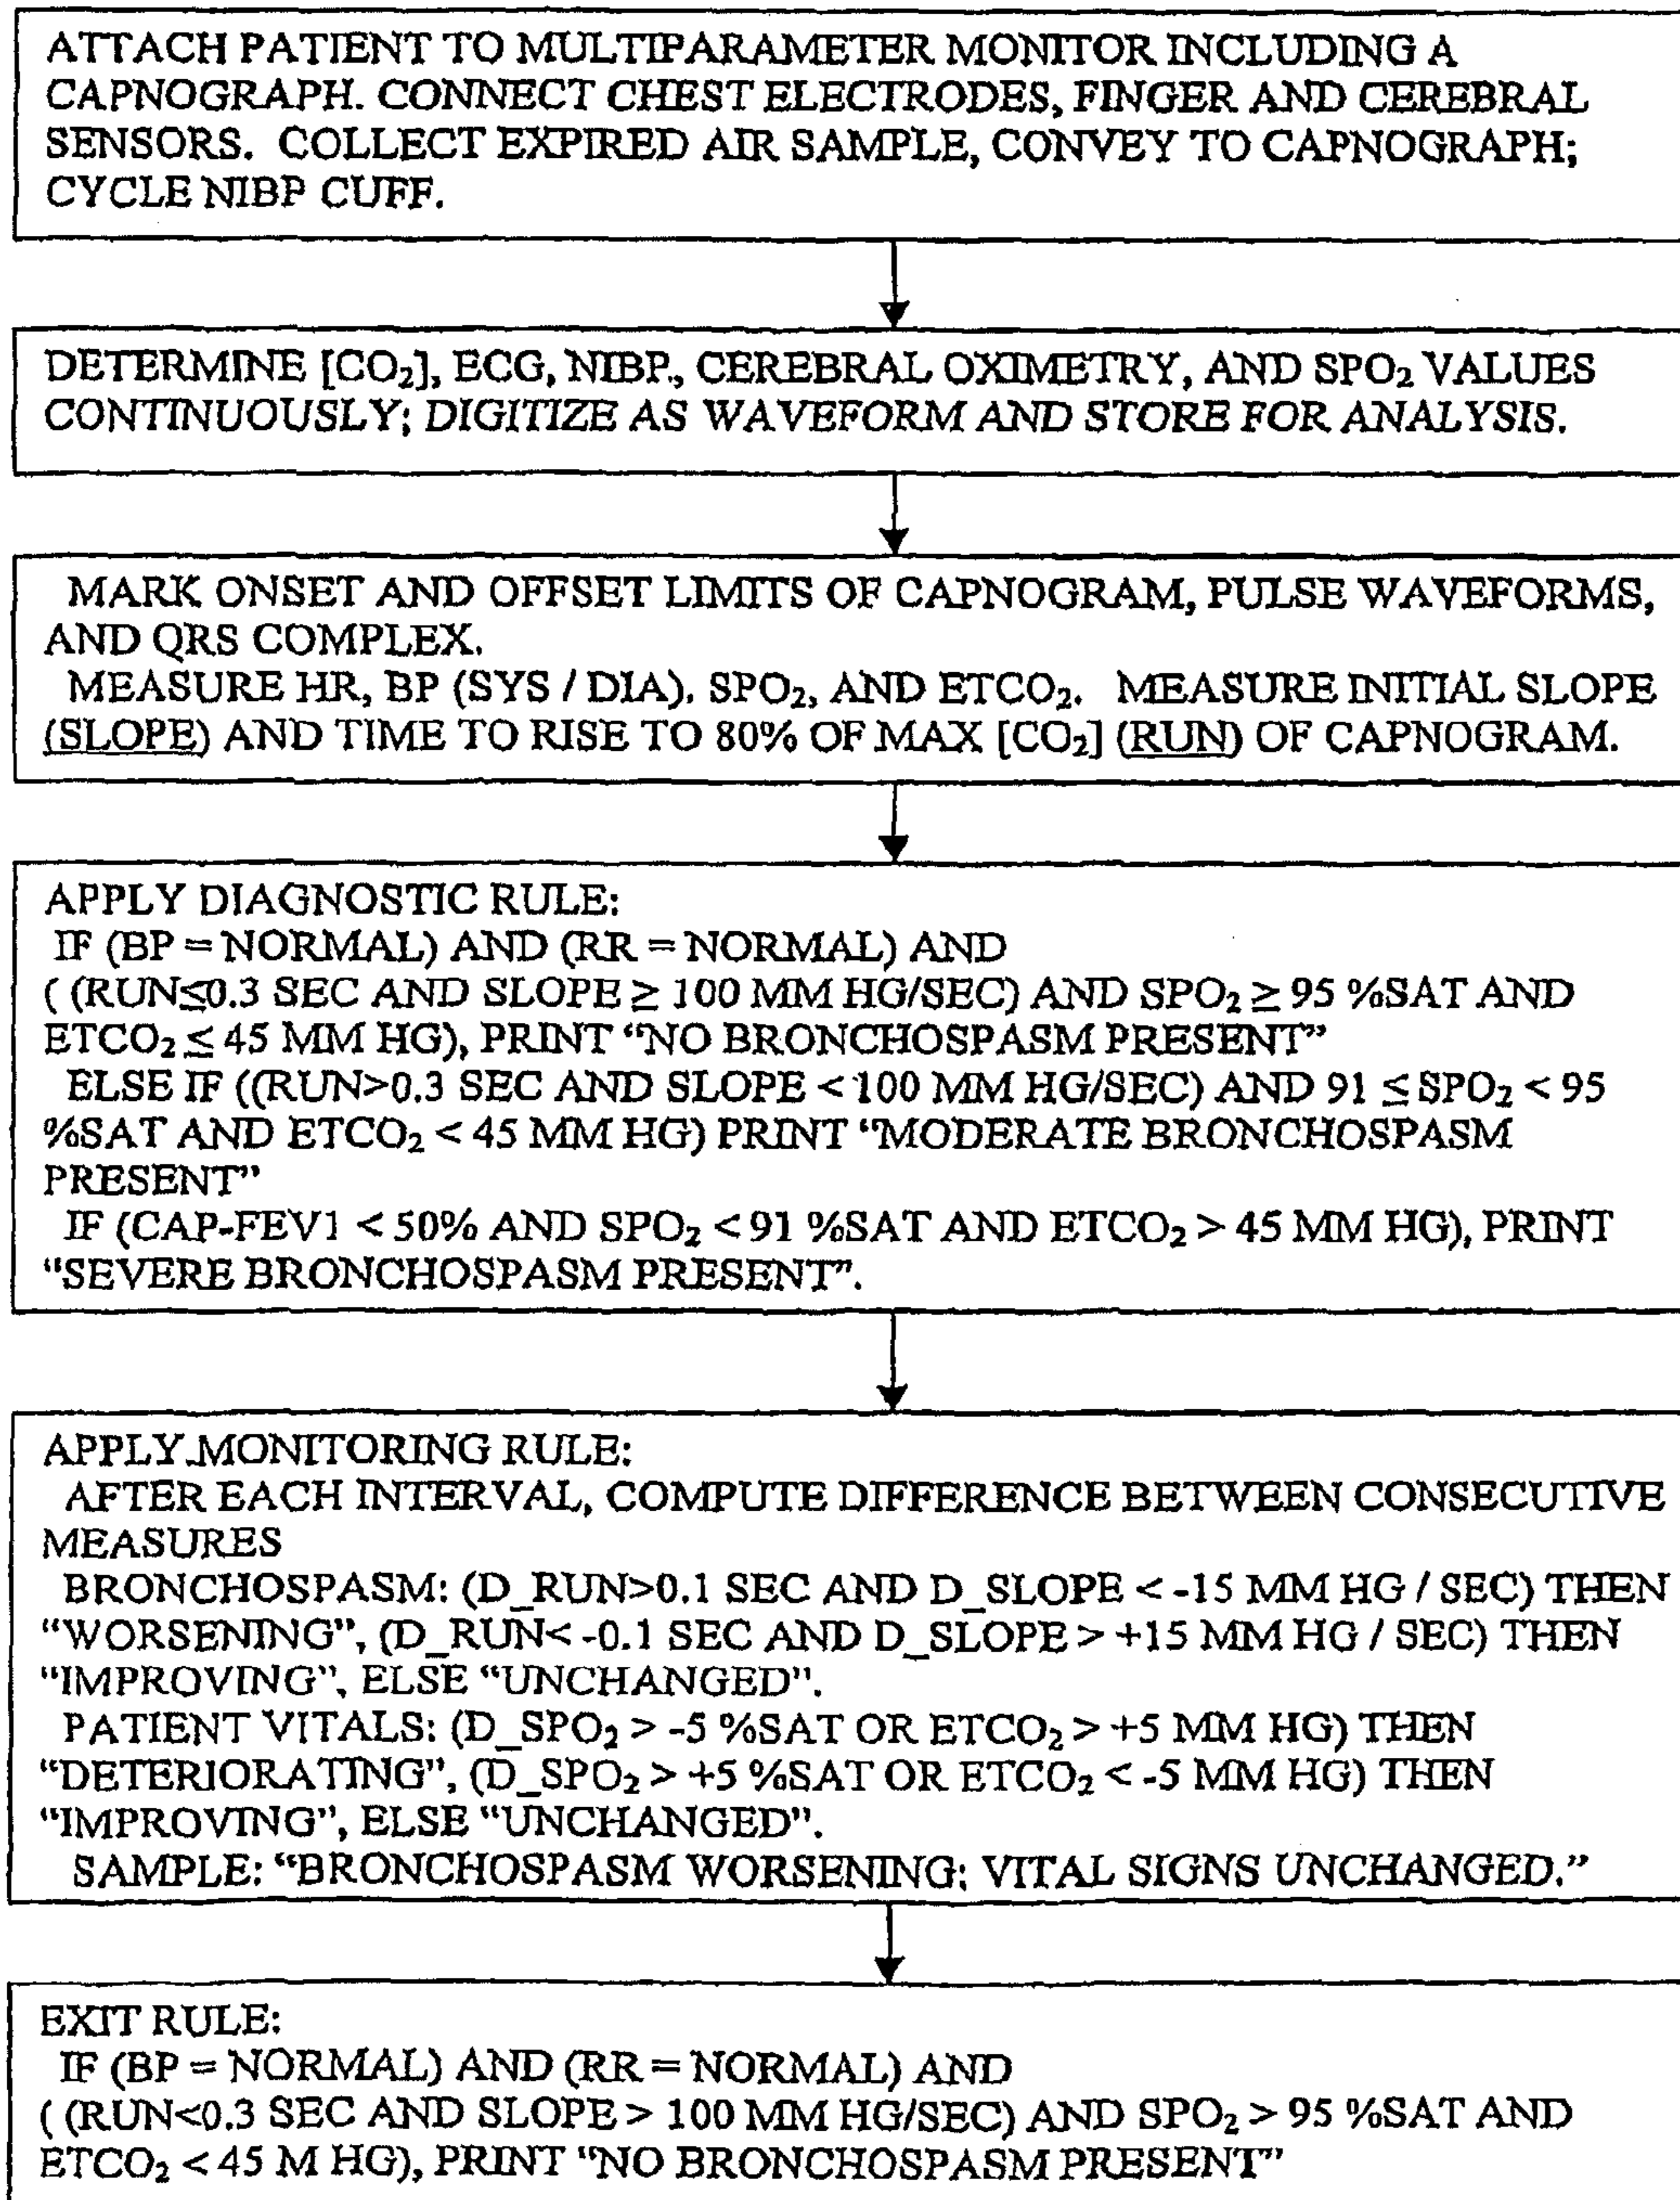 ATTACH PATIENT TO MULTIPARAMETER MONITOR INCLUDING A
CAPNOGRAPH. CONNECT CHEST ELECTRODES, FINGER AND CEREBRAL
SENSORS. COLLECT EXPIRED AIR SAMPLE, CONVEY TO CAPNOGRAPH;
CYCLE NIBP CUFF.
DETERMINE [CO₂], ECG, NIBP., CEREBRAL OXIMETRY, AND SPO₂ VALUES
CONTINUOUSLY; DIGITIZE AS WAVEFORM AND STORE FOR ANALYSIS.
MARK ONSET AND OFFSET LIMITS OF CAPNOGRAM, PULSE WAVEFORMS,
AND QRS COMPLEX.
MEASURE HR, BP (SYS / DIA). SPO₂, AND ETCO₂. MEASURE INITIAL SLOPE
(SLOPE) AND TIME TO RISE TO 80% OF MAX [CO₂] (RUN) OF CAPNOGRAM.
APPLY DIAGNOSTIC RULE:
IF (BP = NORMAL) AND (RR = NORMAL) AND
( (RUN≤0.3 SEC AND SLOPE ≥ 100 MM HG/SEC) AND SPO₂ ≥ 95 %SAT AND
ETCO₂ ≤ 45 MM HG), PRINT “NO BRONCHOSPASM PRESENT”
ELSE IF ((RUN>0.3 SEC AND SLOPE < 100 MM HG/SEC) AND 91 ≤ SPO₂ < 95
%SAT AND ETCO₂ < 45 MM HG) PRINT “MODERATE BRONCHOSPASM
PRESENT”
IF (CAP-FEV1 < 50% AND SPO₂ < 91 %SAT AND ETCO₂ > 45 MM HG), PRINT
“SEVERE BRONCHOSPASM PRESENT”.
APPLY MONITORING RULE:
AFTER EACH INTERVAL, COMPUTE DIFFERENCE BETWEEN CONSECUTIVE
MEASURES
BRONCHOSPASM: (D_RUN>0.1 SEC AND D_SLOPE < -15 MM HG / SEC) THEN
“WORSENING”, (D_RUN< -0.1 SEC AND D_SLOPE > +15 MM HG / SEC) THEN
“IMPROVING”, ELSE “UNCHANGED”.
PATIENT VITALS: (D_SPO₂ > -5 %SAT OR ETCO₂ > +5 MM HG) THEN
“DETERIORATING”, (D_SPO₂ > +5 %SAT OR ETCO₂ < -5 MM HG) THEN
“IMPROVING”, ELSE “UNCHANGED”.
SAMPLE: “BRONCHOSPASM WORSENING; VITAL SIGNS UNCHANGED.”
EXIT RULE:
IF (BP = NORMAL) AND (RR = NORMAL) AND
( (RUN<0.3 SEC AND SLOPE > 100 MM HG/SEC) AND SPO₂ > 95 %SAT AND
ETCO₂ < 45 M HG), PRINT “NO BRONCHOSPASM PRESENT”